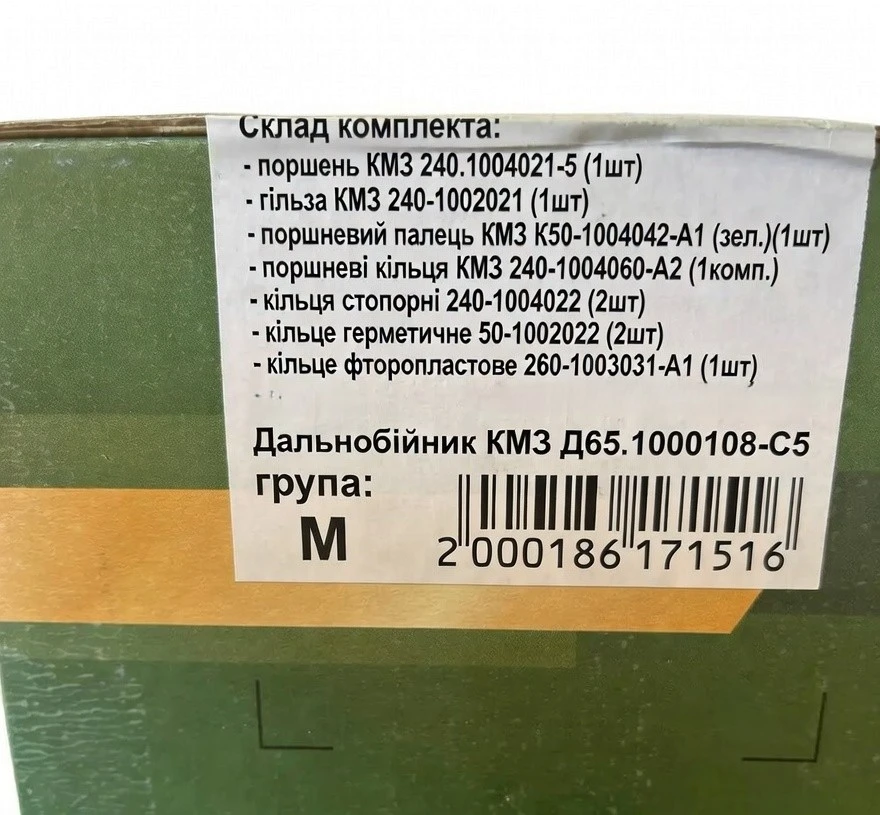 Склад комплекта:
- поршень КМЗ 240.1004021-5 (1шт)
- гільза КМЗ 240-1002021 (1шт)
- поршневий палець КМЗ К50-1004042-А1 (зел.)(1шт)
- поршневі кільця КМЗ 240-1004060-А2 (1комп.)
- кільця стопорні 240-1004022 (2шт)
- кільце герметичне 50-1002022 (2шт)
- кільце фторопластове 260-1003031-А1 (1шт)
Дальнобійник КМЗ Д65.1000108-С5
група:
М
2 000186 171516